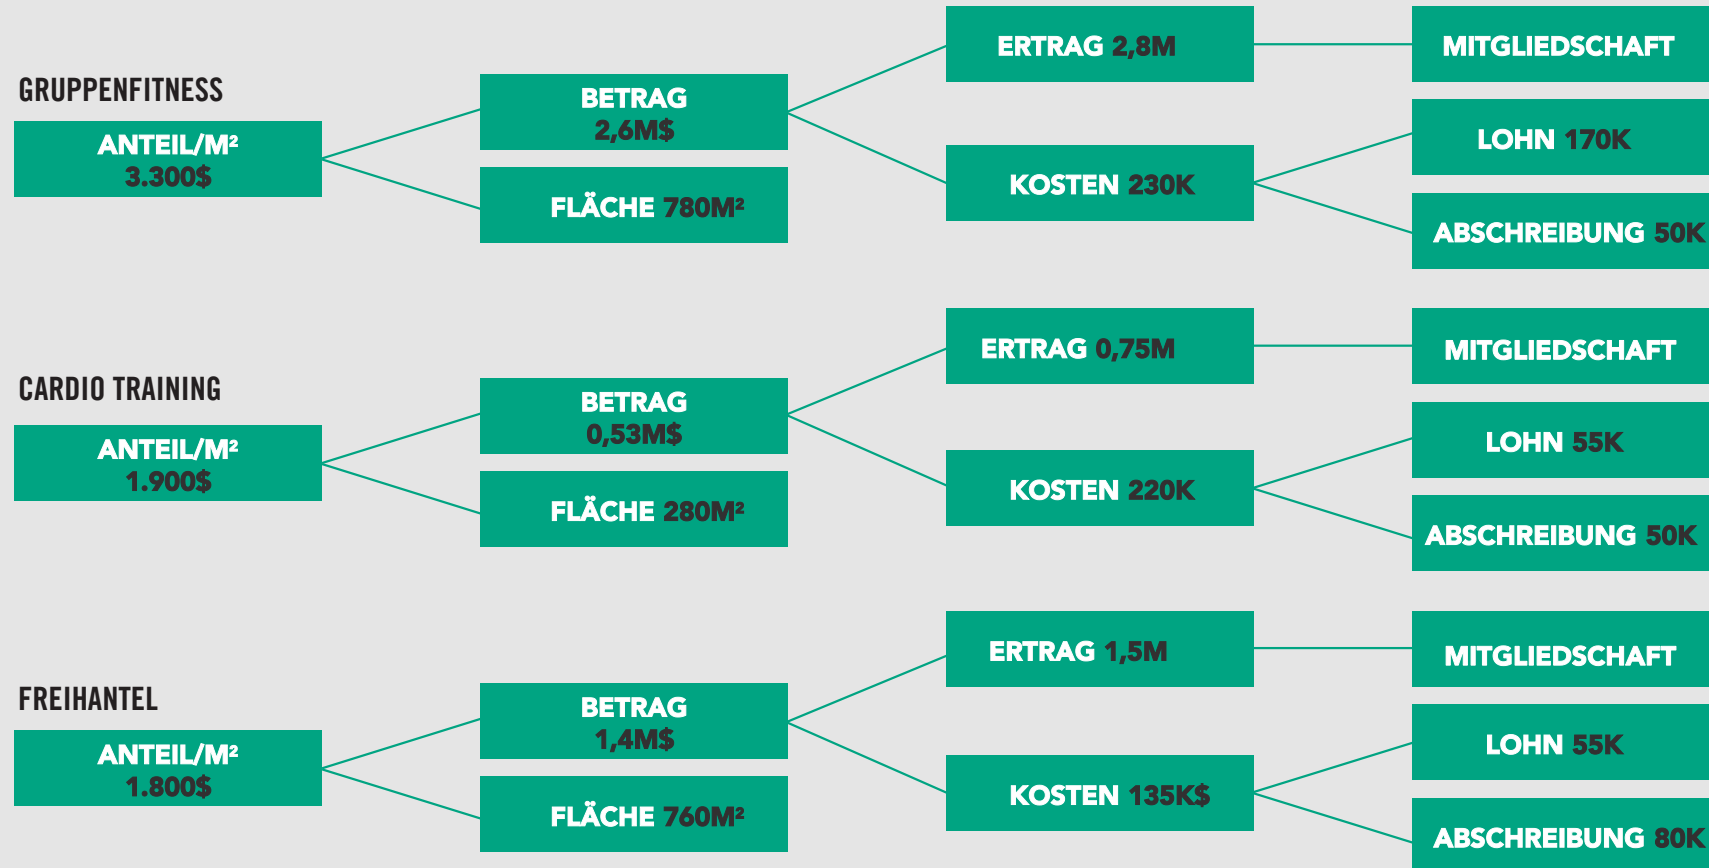 GRUPPENFITNESS
ANTEIL/M²
3.300$
BETRAG
2,6M$
FLÄCHE 780M²
ERTRAG 2,8M
KOSTEN 230K
MITGLIEDSCHAFT
LOHN 170K
ABSCHREIBUNG 50K
CARDIO TRAINING
ANTEIL/M²
1.900$
BETRAG
0,53M$
FLÄCHE 280M²
ERTRAG 0,75M
KOSTEN 220K
MITGLIEDSCHAFT
LOHN 55K
ABSCHREIBUNG 50K
FREIHANTEL
ANTEIL/M²
1.800$
BETRAG
1,4M$
FLÄCHE 760M²
ERTRAG 1,5M
KOSTEN 135K$
MITGLIEDSCHAFT
LOHN 55K
ABSCHREIBUNG 80K